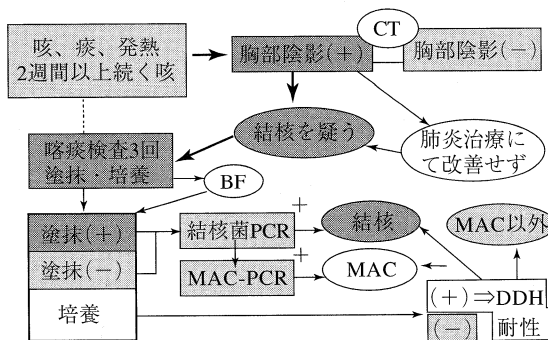 咳、痰、発熱
2週間以上続く咳
胸部陰影(+)
CT
胸部陰影(−)
結核を疑う
肺炎治療に
て改善せず
喀痰検査3回
塗抹・培養
BF
塗抹(+)
塗抹(−)
培養
結核菌PCR
+
結核
MAC-PCR
+
MAC
MAC以外
(+)⇒DDH
(−)
耐性